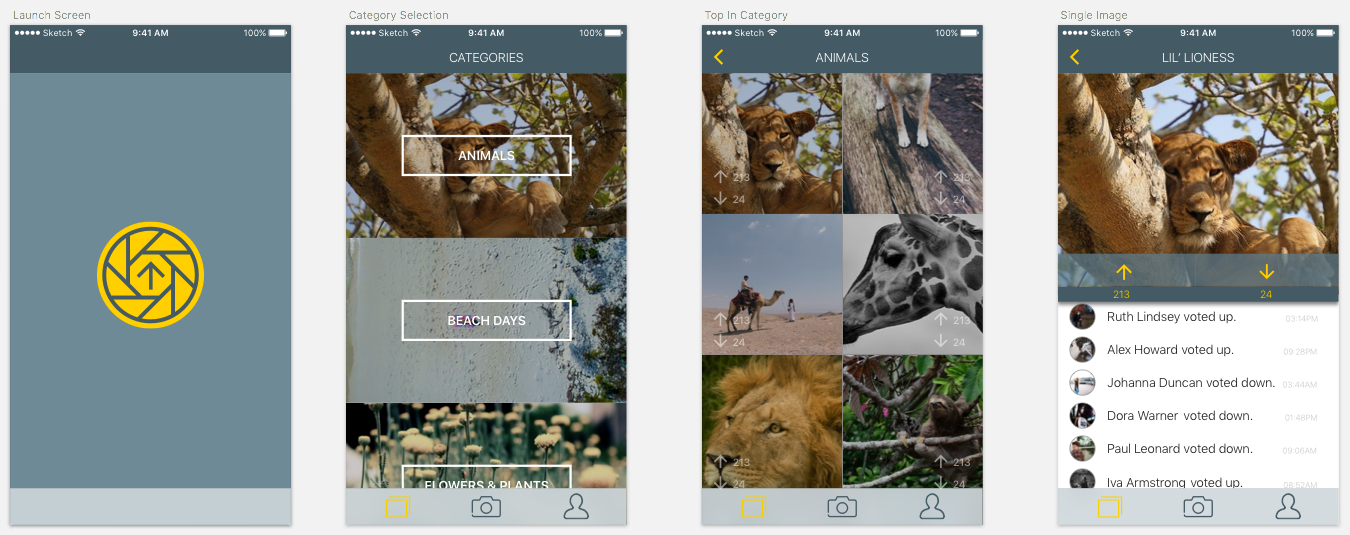 Launch Screen
Sketch 9:41 AM 100%
Category Selection
Sketch 9:41 AM 100%
CATEGORIES
ANIMALS
BEACH DAYS
FLOWERS & PLANTS
Top In Category
Sketch 9:41 AM 100%
ANIMALS
213
24
213
24
213
24
213
24
213
24
213
24
Single Image
Sketch 9:41 AM 100%
LIL' LIONESS
213
24
Ruth Lindsey voted up. 03:14PM
Alex Howard voted up. 09:28PM
Johanna Duncan voted down. 03:44AM
Dora Warner voted down. 01:48PM
Paul Leonard voted down. 09:06AM
Iva Armstrong voted up. 08:52AM